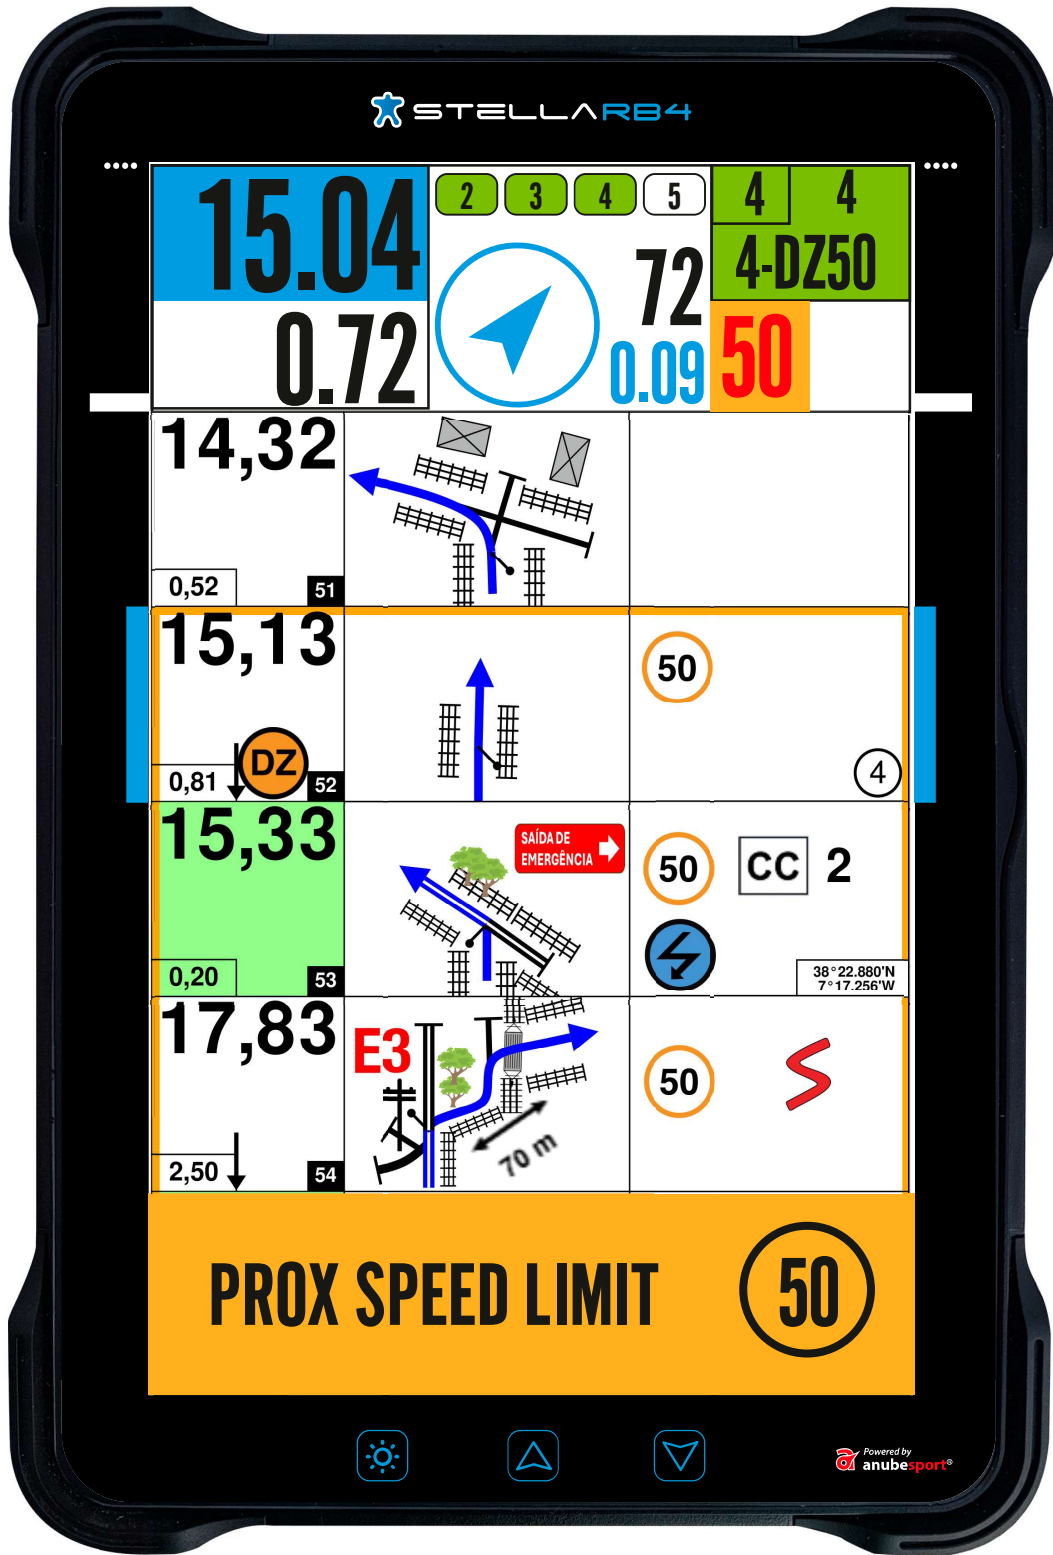 STELLARB4
15.04
2 3 4 5
4 4
4-DZ50
0.72
72
0.09
50
14,32
0,52
51
15,13
50
DZ
0,81
52
4
15,33
SAÍDA DE
EMERGÊNCIA
50
CC 2
0,20
53
38°22.880'N
7°17.256'W
17,83
E3
50
70 m
2,50
54
PROX SPEED LIMIT
50
Powered by
anubesport®